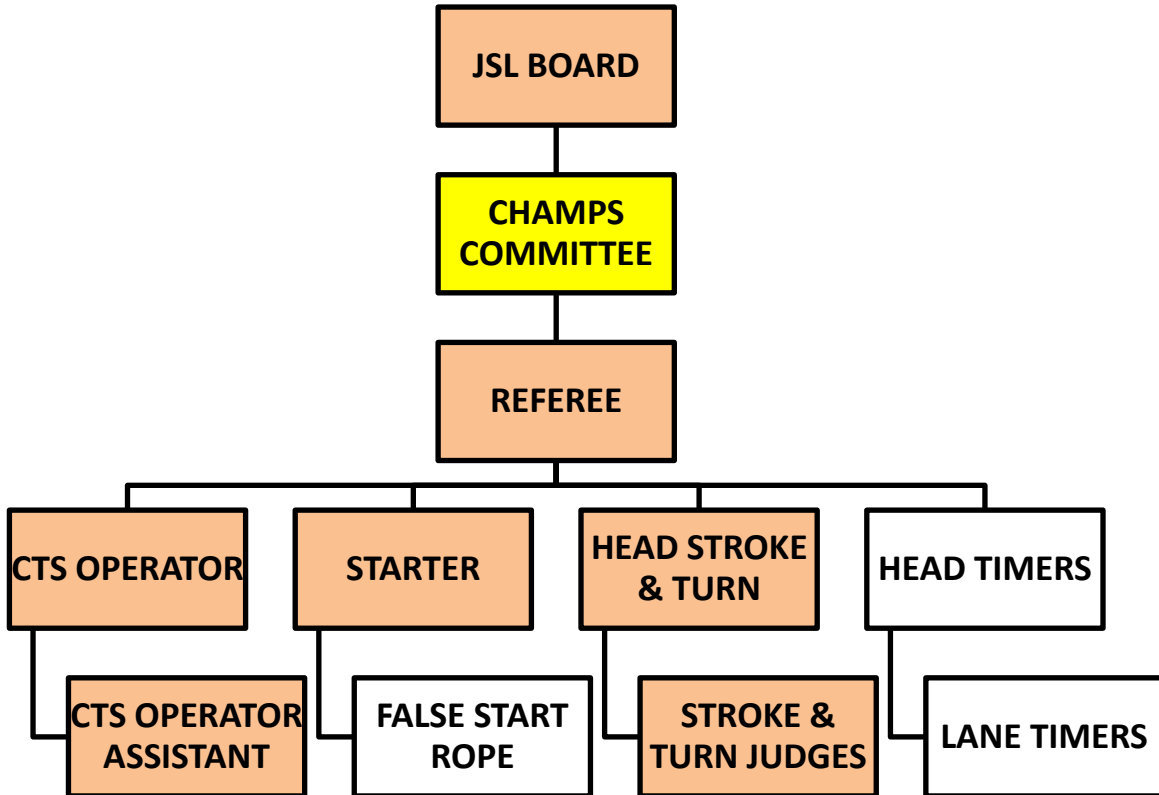 JSL BOARD
CHAMPS
COMMITTEE
REFEREE
CTS OPERATOR
STARTER
HEAD STROKE
& TURN
HEAD TIMERS
CTS OPERATOR
ASSISTANT
FALSE START
ROPE
STROKE &
TURN JUDGES
LANE TIMERS